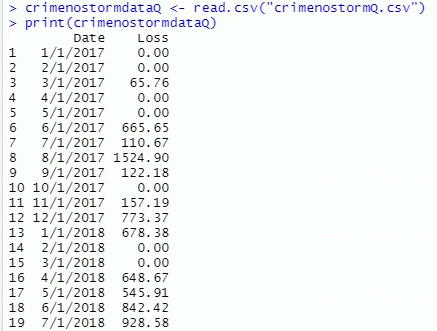 > crimenostormdataQ <- read.csv("crimenostormQ.csv")
> print(crimenostormdataQ)
Date Loss
1 1/1/2017 0.00
2 2/1/2017 0.00
3 3/1/2017 65.76
4 4/1/2017 0.00
5 5/1/2017 0.00
6 6/1/2017 665.65
7 7/1/2017 110.67
8 8/1/2017 1524.90
9 9/1/2017 122.18
10 10/1/2017 0.00
11 11/1/2017 157.19
12 12/1/2017 773.37
13 1/1/2018 678.38
14 2/1/2018 0.00
15 3/1/2018 0.00
16 4/1/2018 648.67
17 5/1/2018 545.91
18 6/1/2018 842.42
19 7/1/2018 928.58